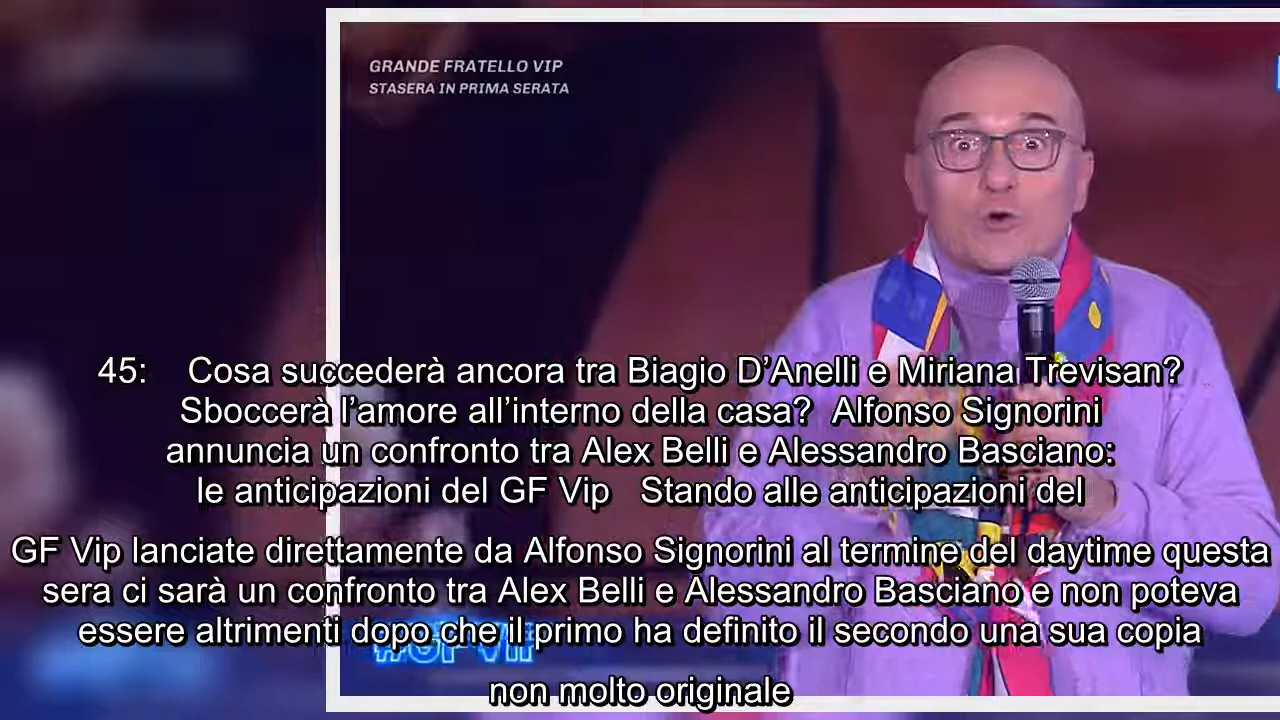 GRANDE FRATELLO VIP
STASERA IN PRIMA SERATA
45: Cosa succederà ancora tra Biagio D’Anelli e Miriana Trevisan?
Sboccerà l’amore all’interno della casa? Alfonso Signorini
annuncia un confronto tra Alex Belli e Alessandro Basciano:
le anticipazioni del GF Vip Stando alle anticipazioni del
GF Vip lanciate direttamente da Alfonso Signorini al termine del daytime questa
sera ci sarà un confronto tra Alex Belli e Alessandro Basciano e non poteva
essere altrimenti dopo che il primo ha definito il secondo una sua copia
#GFVIP
non molto originale